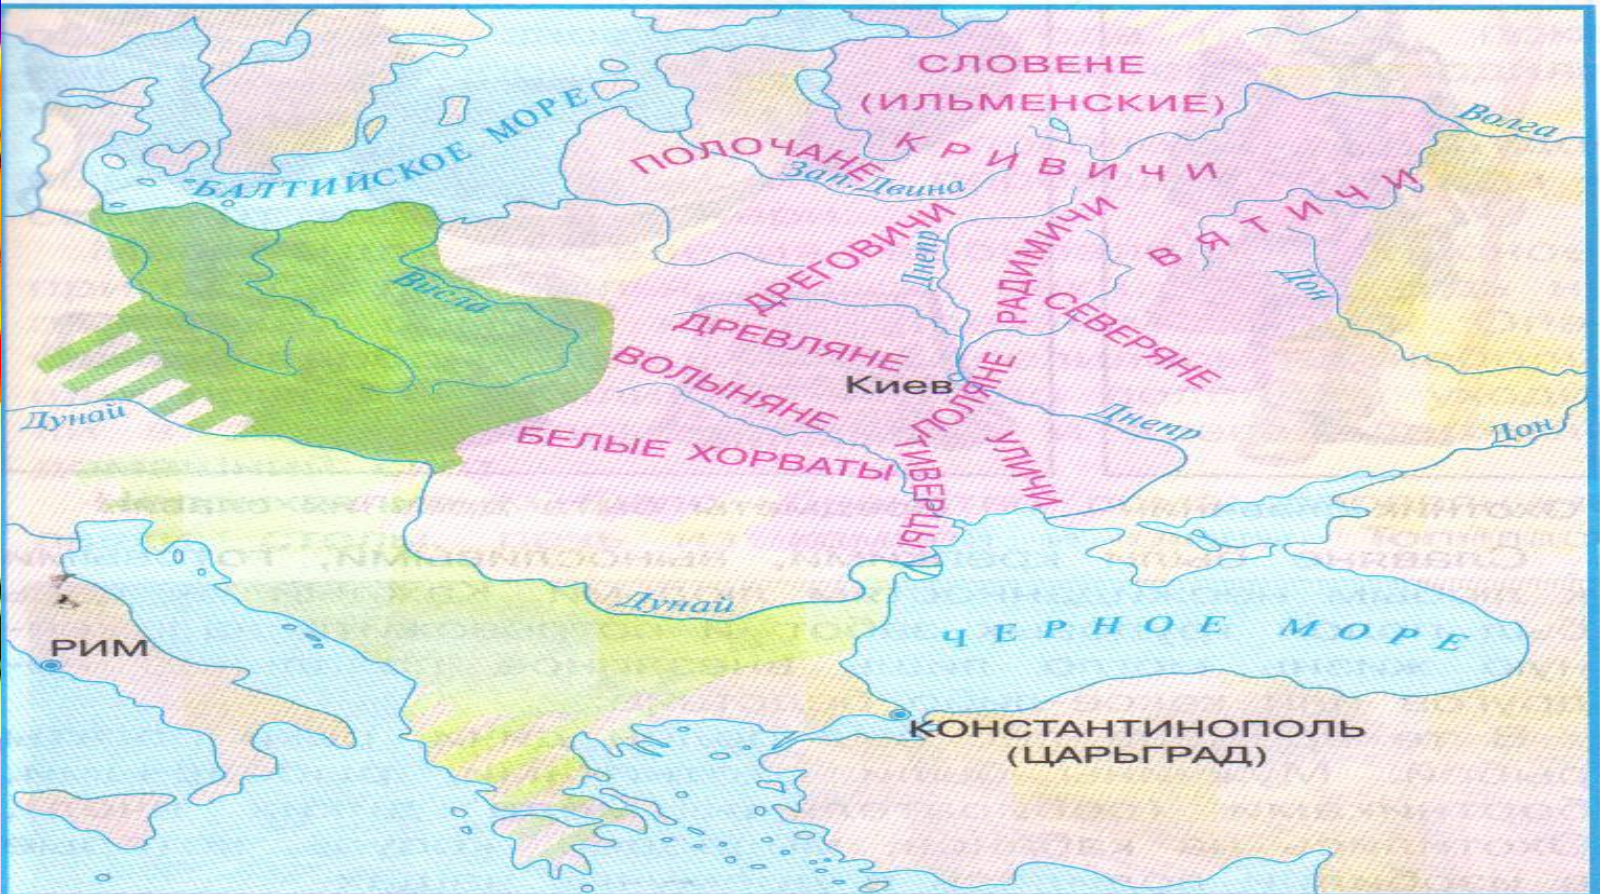 СЛОВЕНЕ
(ИЛЬМЕНСКИЕ)
Волга
БАЛТИЙСКОЕ МОРЕ
ПОЛОЧАНЕ
КРИВИЧИ
Зап. Двина
ВЯТИЧИ
ДРЕГОВИЧИ
Днепр
РАДИМИЧИ
Дон
Висла
СЕВЕРЯНЕ
ДРЕВЛЯНЕ
ВОЛЫНЯНЕ
Киев
ПОЛЯНЕ
Дунай
Днепр
Дон
БЕЛЫЕ ХОРВАТЫ
ТИВЕРЦЫ
УЛИЧИ
Дунай
ЧЕРНОЕ МОРЕ
РИМ
КОНСТАНТИНОПОЛЬ
(ЦАРЬГРАД)